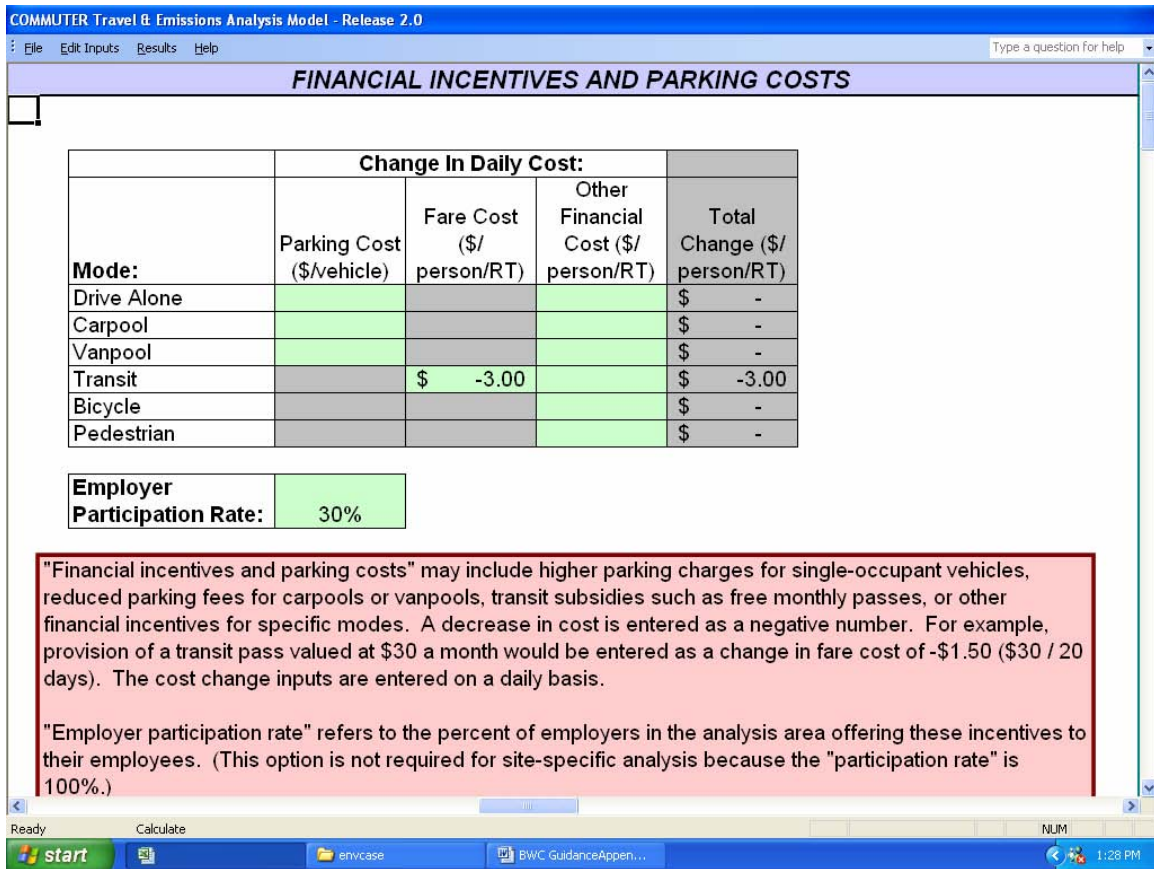 COMMUTER Travel & Emissions Analysis Model - Release 2.0
File Edit Inputs Results Help Type a question for help
FINANCIAL INCENTIVES AND PARKING COSTS
Change In Daily Cost:
Mode: Parking Cost ($/vehicle) Fare Cost ($/ person/RT) Other Financial Cost ($/ person/RT) Total Change ($/ person/RT)
Drive Alone $ -
Carpool $ -
Vanpool $ -
Transit $ -3.00 $ -3.00
Bicycle $ -
Pedestrian $ -
Employer
Participation Rate: 30%
"Financial incentives and parking costs" may include higher parking charges for single-occupant vehicles,
reduced parking fees for carpools or vanpools, transit subsidies such as free monthly passes, or other
financial incentives for specific modes. A decrease in cost is entered as a negative number. For example,
provision of a transit pass valued at $30 a month would be entered as a change in fare cost of -$1.50 ($30 / 20
days). The cost change inputs are entered on a daily basis.
"Employer participation rate" refers to the percent of employers in the analysis area offering these incentives to
their employees. (This option is not required for site-specific analysis because the "participation rate" is
100%.)
Ready Calculate NUM
start envcase BWC GuidanceAppen... 1:28 PM